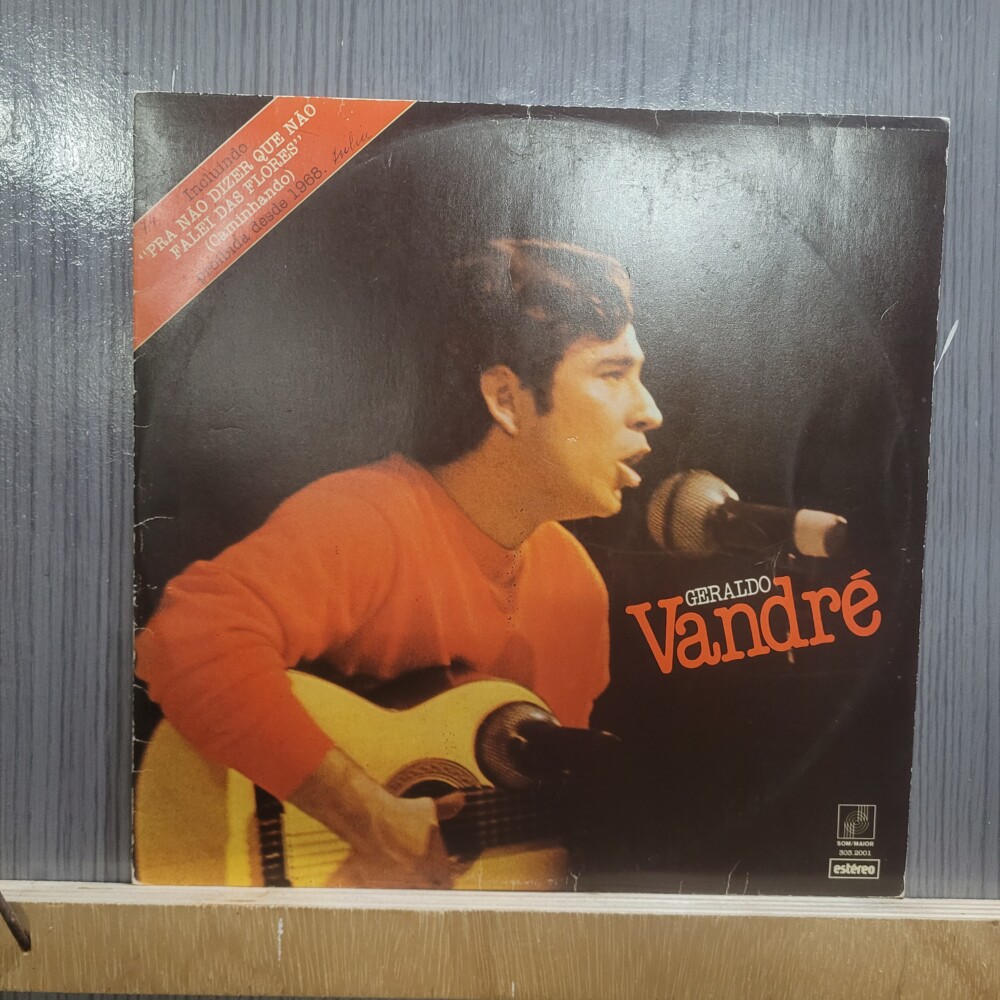 Incluindo
"PRA NÃO DIZER QUE NÃO
FALEI DAS FLORES"
(Caminhando)
Proibida desde 1968.
GERALDO
Vandré
SOM/MAIOR
303.2001
estéreo